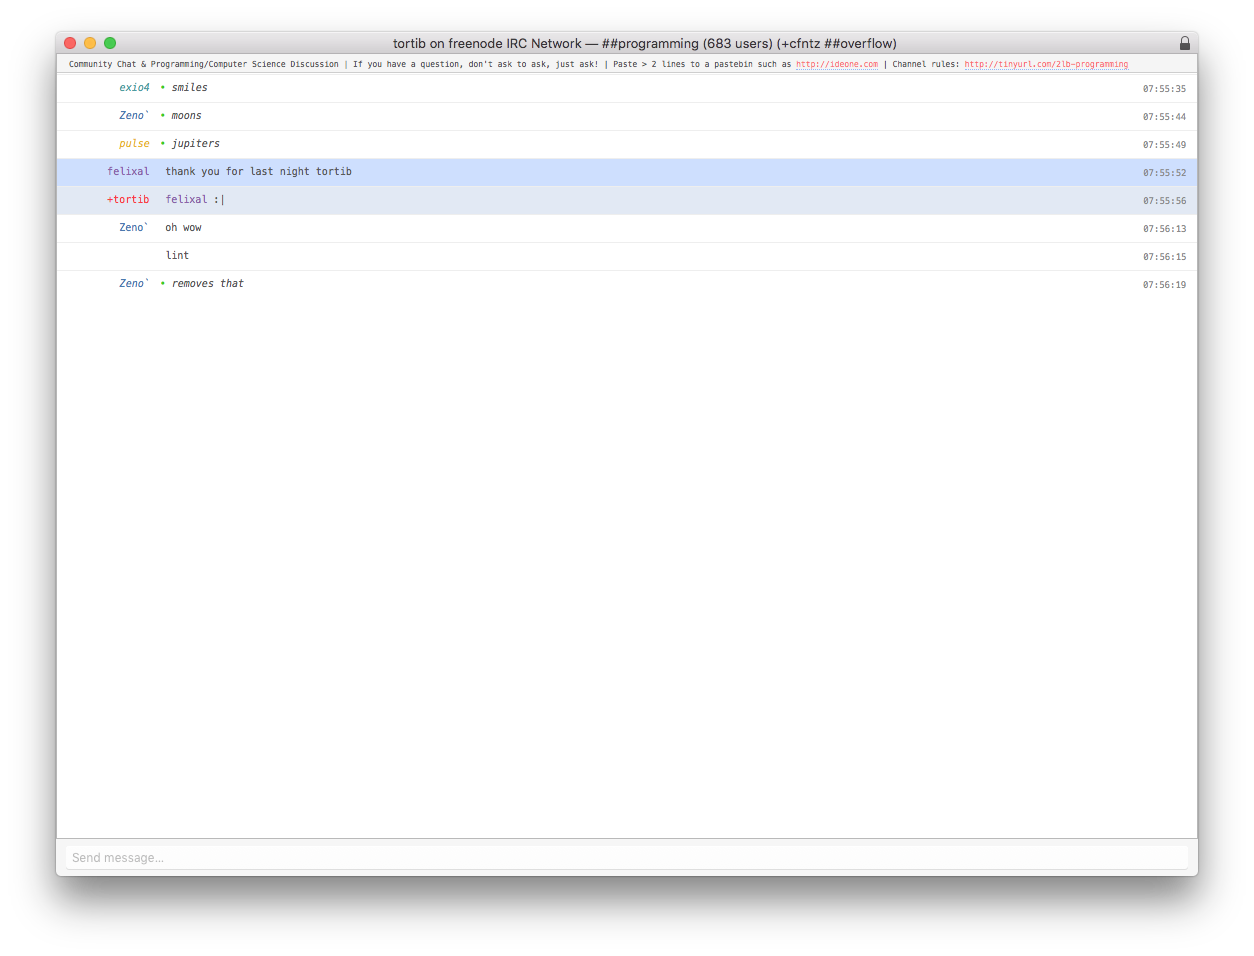 tortib on freenode IRC Network — ##programming (683 users) (+cfntz ##overflow)
Community Chat & Programming/Computer Science Discussion | If you have a question, don't ask to ask, just ask! | Paste > 2 lines to a pastebin such as http://ideone.com | Channel rules: http://tinyurl.com/2lb-programming
exio4 • smiles 07:55:35
Zeno` • moons 07:55:44
pulse • jupiters 07:55:49
felixal thank you for last night tortib 07:55:52
+tortib felixal :| 07:55:56
Zeno` oh wow 07:56:13
lint 07:56:15
Zeno` • removes that 07:56:19
Send message...